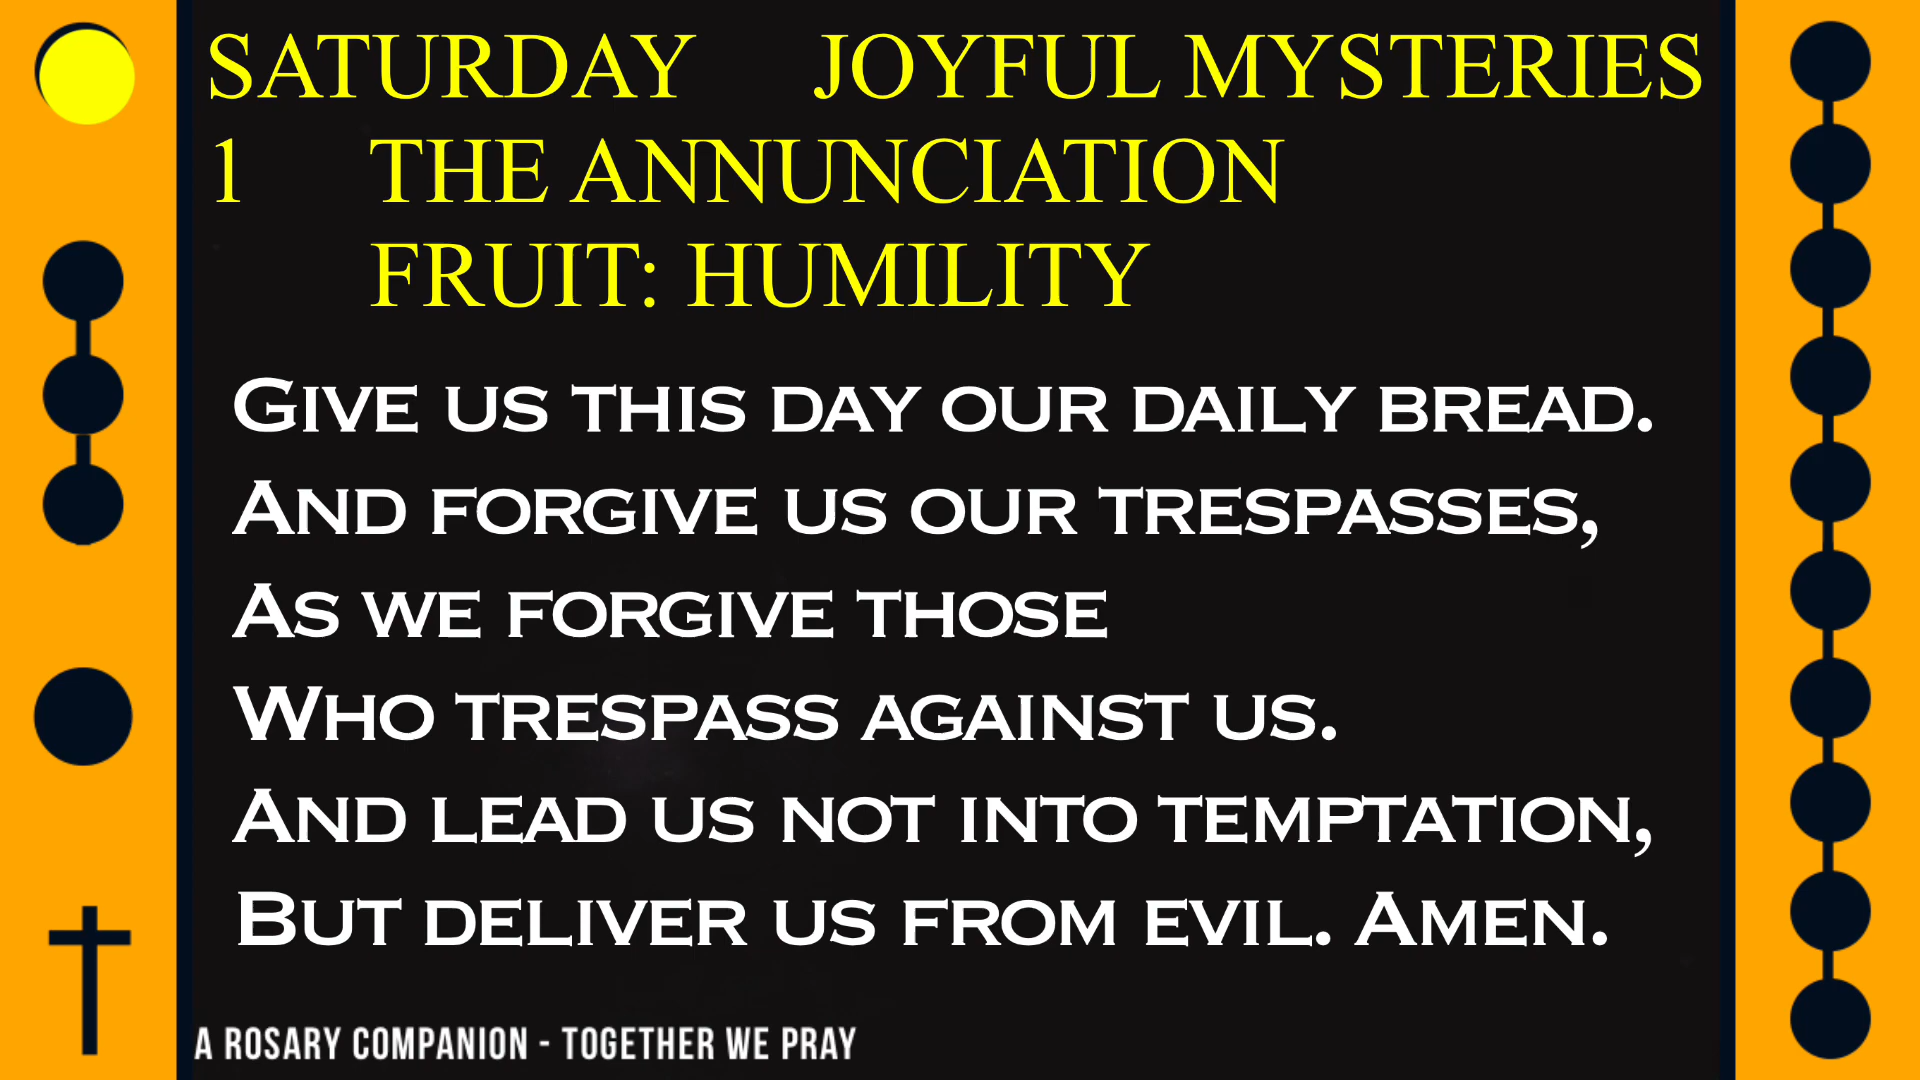 SATURDAY JOYFUL MYSTERIES
1 THE ANNUNCIATION
FRUIT: HUMILITY
Give us this day our daily bread.
And forgive us our trespasses,
As we forgive those
Who trespass against us.
And lead us not into temptation,
But deliver us from evil. Amen.
A ROSARY COMPANION - TOGETHER WE PRAY